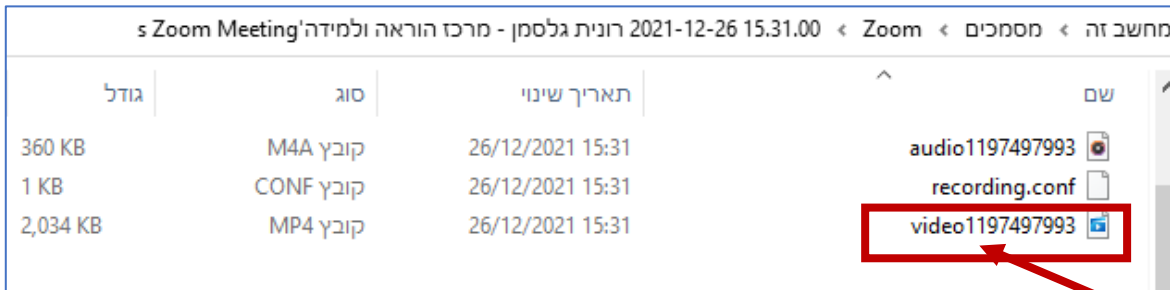 מחשב זה › מסמכים › Zoom › 2021-12-26 15.31.00 רונית גלסמן - מרכז הוראה ולמידה's Zoom Meeting
שם תאריך שינוי סוג גודל
audio1197497993 26/12/2021 15:31 קובץ M4A 360 KB
recording.conf 26/12/2021 15:31 קובץ CONF 1 KB
video1197497993 26/12/2021 15:31 קובץ MP4 2,034 KB